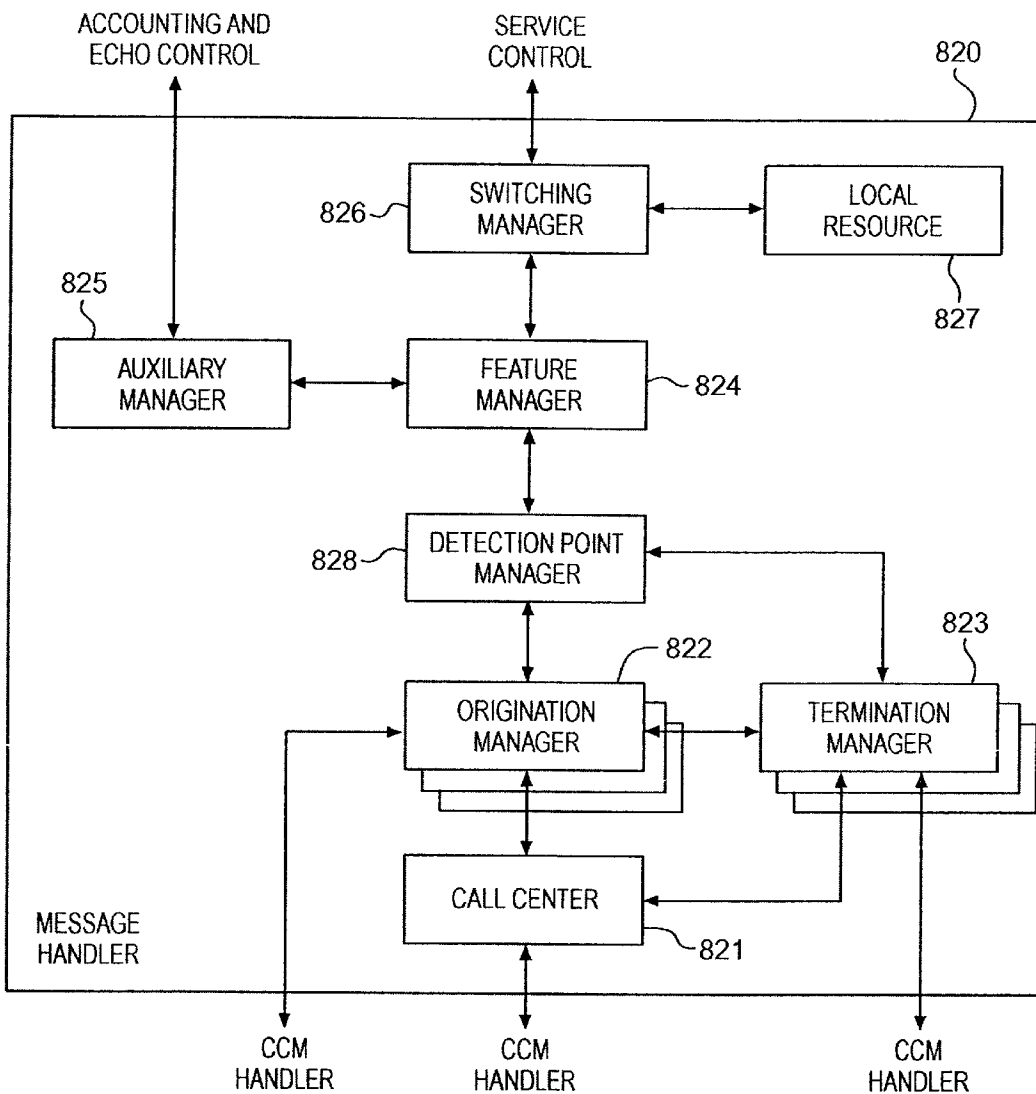 ACCOUNTING AND
ECHO CONTROL
SERVICE
CONTROL
820
SWITCHING
MANAGER
826
LOCAL
RESOURCE
827
825
AUXILIARY
MANAGER
FEATURE
MANAGER
824
DETECTION POINT
MANAGER
828
822
ORIGINATION
MANAGER
823
TERMINATION
MANAGER
CALL CENTER
821
MESSAGE
HANDLER
CCM
HANDLER
CCM
HANDLER
CCM
HANDLER